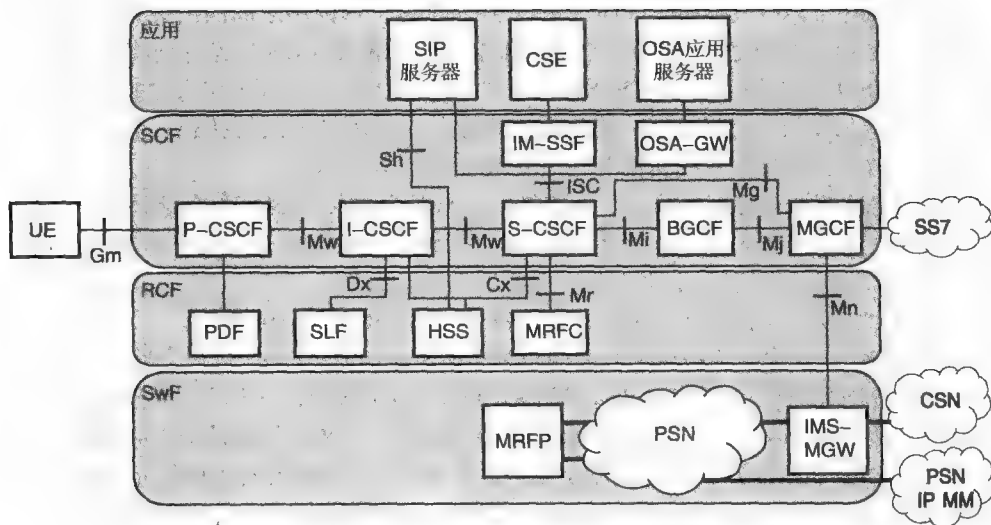 应用
SIP
服务器
CSE
OSA应用
服务器
SCF
IM-SSF
OSA-GW
Sh
ISC
Mg
UE
Gm
P-CSCF
Mw
I-CSCF
Mw
S-CSCF
Mi
BGCF
Mj
MGCF
SS7
RCF
Dx
Cx
Mr
Mn
PDF
SLF
HSS
MRFC
SwF
MRFP
PSN
IMS-
MGW
CSN
PSN
IP MM